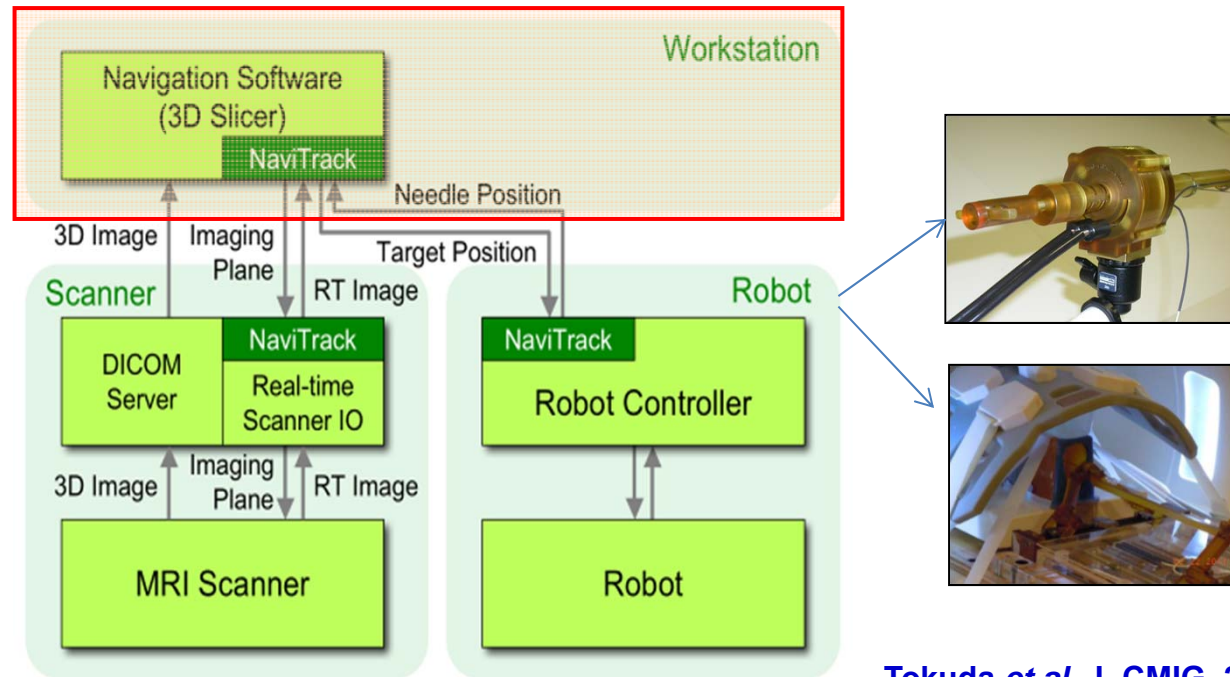 Workstation
Navigation Software
(3D Slicer)
NaviTrack
Needle Position
3D Image
Imaging
Plane
RT Image
Target Position
Scanner
Robot
DICOM
Server
NaviTrack
Real-time
Scanner IO
NaviTrack
Robot Controller
3D Image
Imaging
Plane
RT Image
MRI Scanner
Robot
Tokuda et al., J. CMIG,